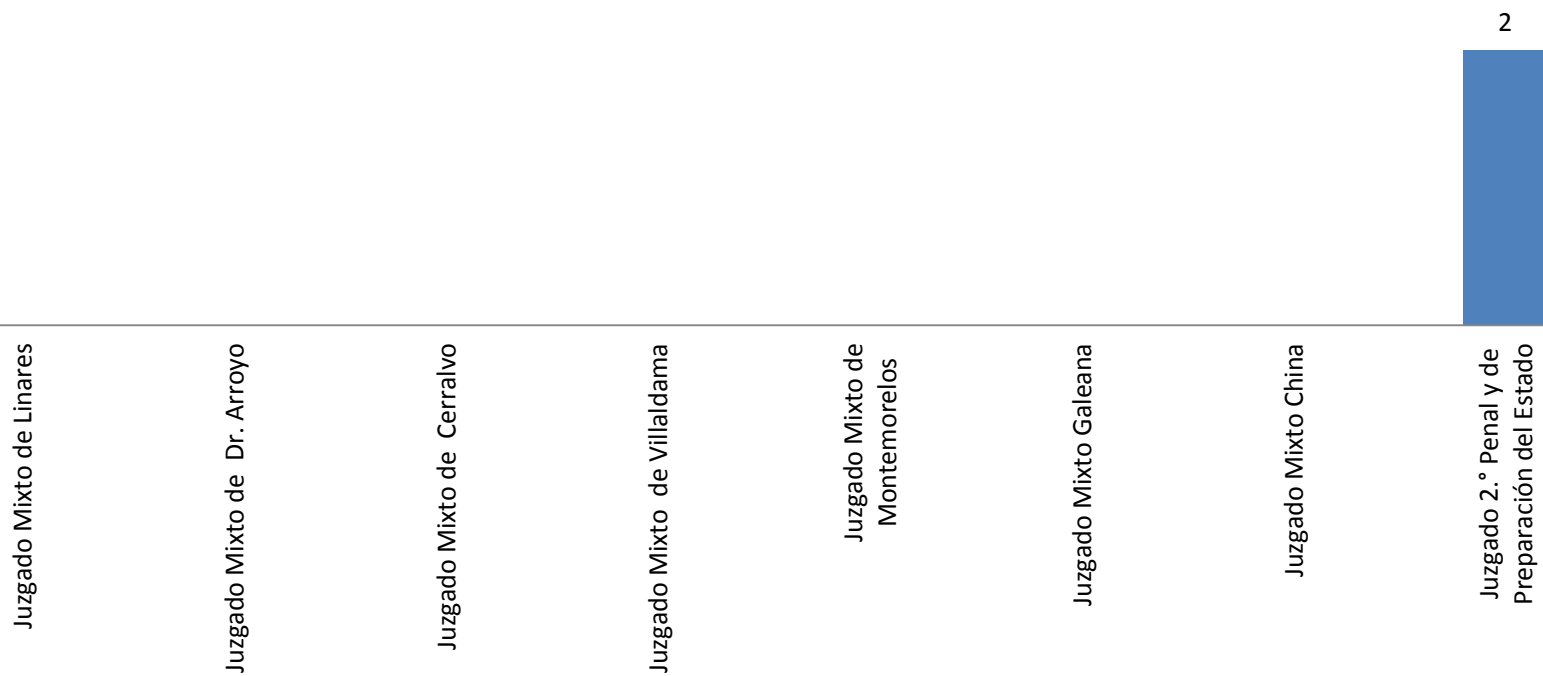 2
Juzgado Mixto de Linares
Juzgado Mixto de  Dr. Arroyo
Juzgado Mixto de  Cerralvo
Juzgado Mixto  de Villaldama
Juzgado Mixto de
Montemorelos
Juzgado Mixto Galeana
Juzgado Mixto China
Juzgado 2.° Penal y de
Preparación del Estado